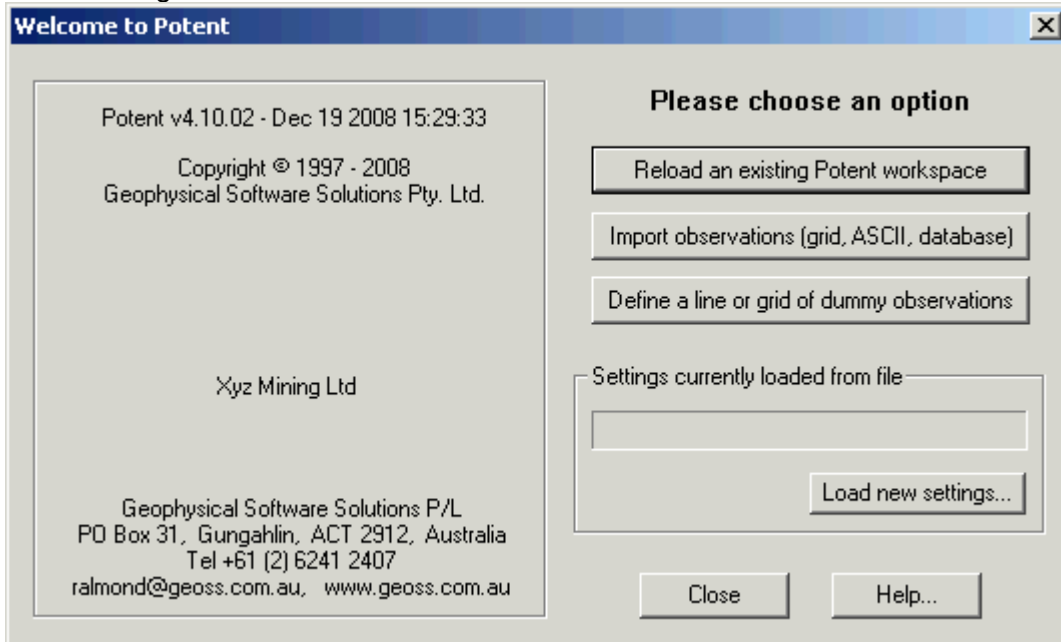 Welcome to Potent
Potent v4.10.02 - Dec 19 2008 15:29:33
Copyright © 1997 - 2008
Geophysical Software Solutions Pty. Ltd.
Xyz Mining Ltd
Geophysical Software Solutions P/L
PO Box 31, Gungahlin, ACT 2912, Australia
Tel +61 (2) 6241 2407
ralmond@geoss.com.au, www.geoss.com.au
Please choose an option
Reload an existing Potent workspace
Import observations (grid, ASCII, database)
Define a line or grid of dummy observations
Settings currently loaded from file
Load new settings...
Close
Help...